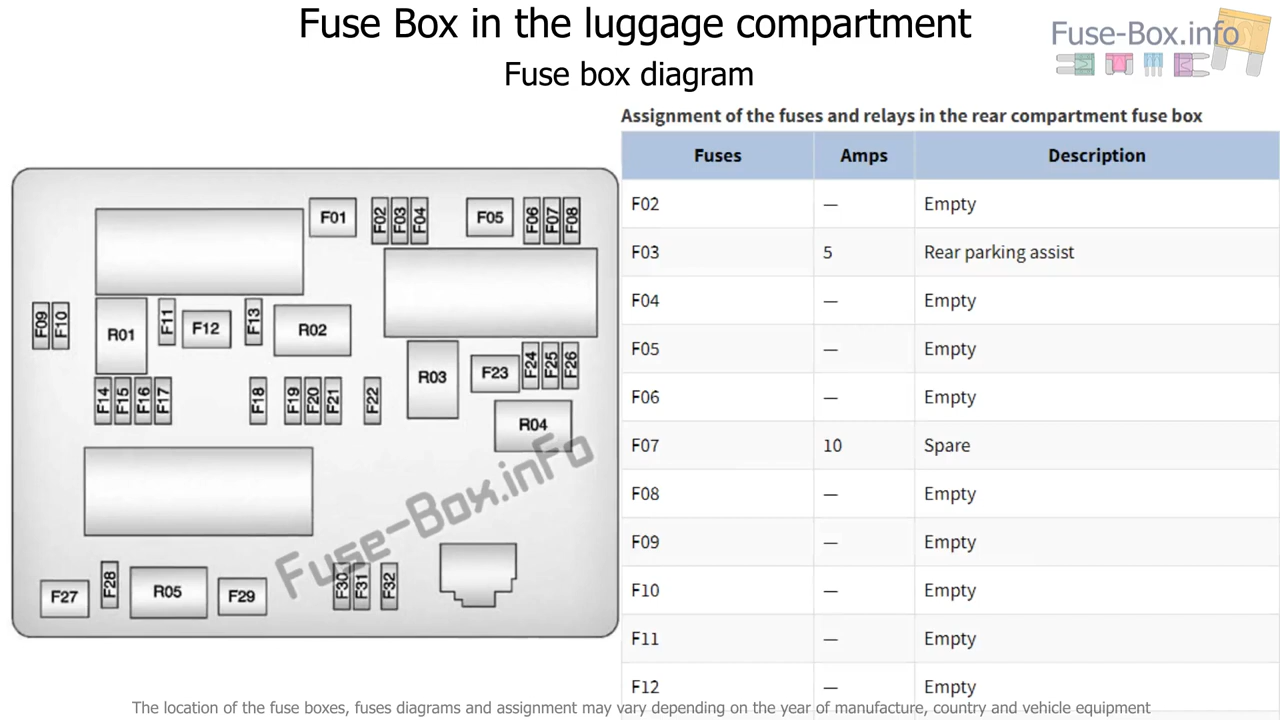 Fuse Box in the luggage compartment
Fuse box diagram
Fuse-Box.info
Assignment of the fuses and relays in the rear compartment fuse box
Fuses Amps Description
F02 — Empty
F03 5 Rear parking assist
F04 — Empty
F05 — Empty
F06 — Empty
F07 10 Spare
F08 — Empty
F09 — Empty
F10 — Empty
F11 — Empty
F12 — Empty
F01 F02 F03 F04 F05 F06 F07 F08
F09 F10 R01 F11 F12 F13 R02
R03 F23 F24 F25 F26
F14 F15 F16 F17 F18 F19 F20 F21 F22
R04
Fuse-Box.inFo
F27 F28 R05 F29 F30 F31 F32
The location of the fuse boxes, fuses diagrams and assignment may vary depending on the year of manufacture, country and vehicle equipment